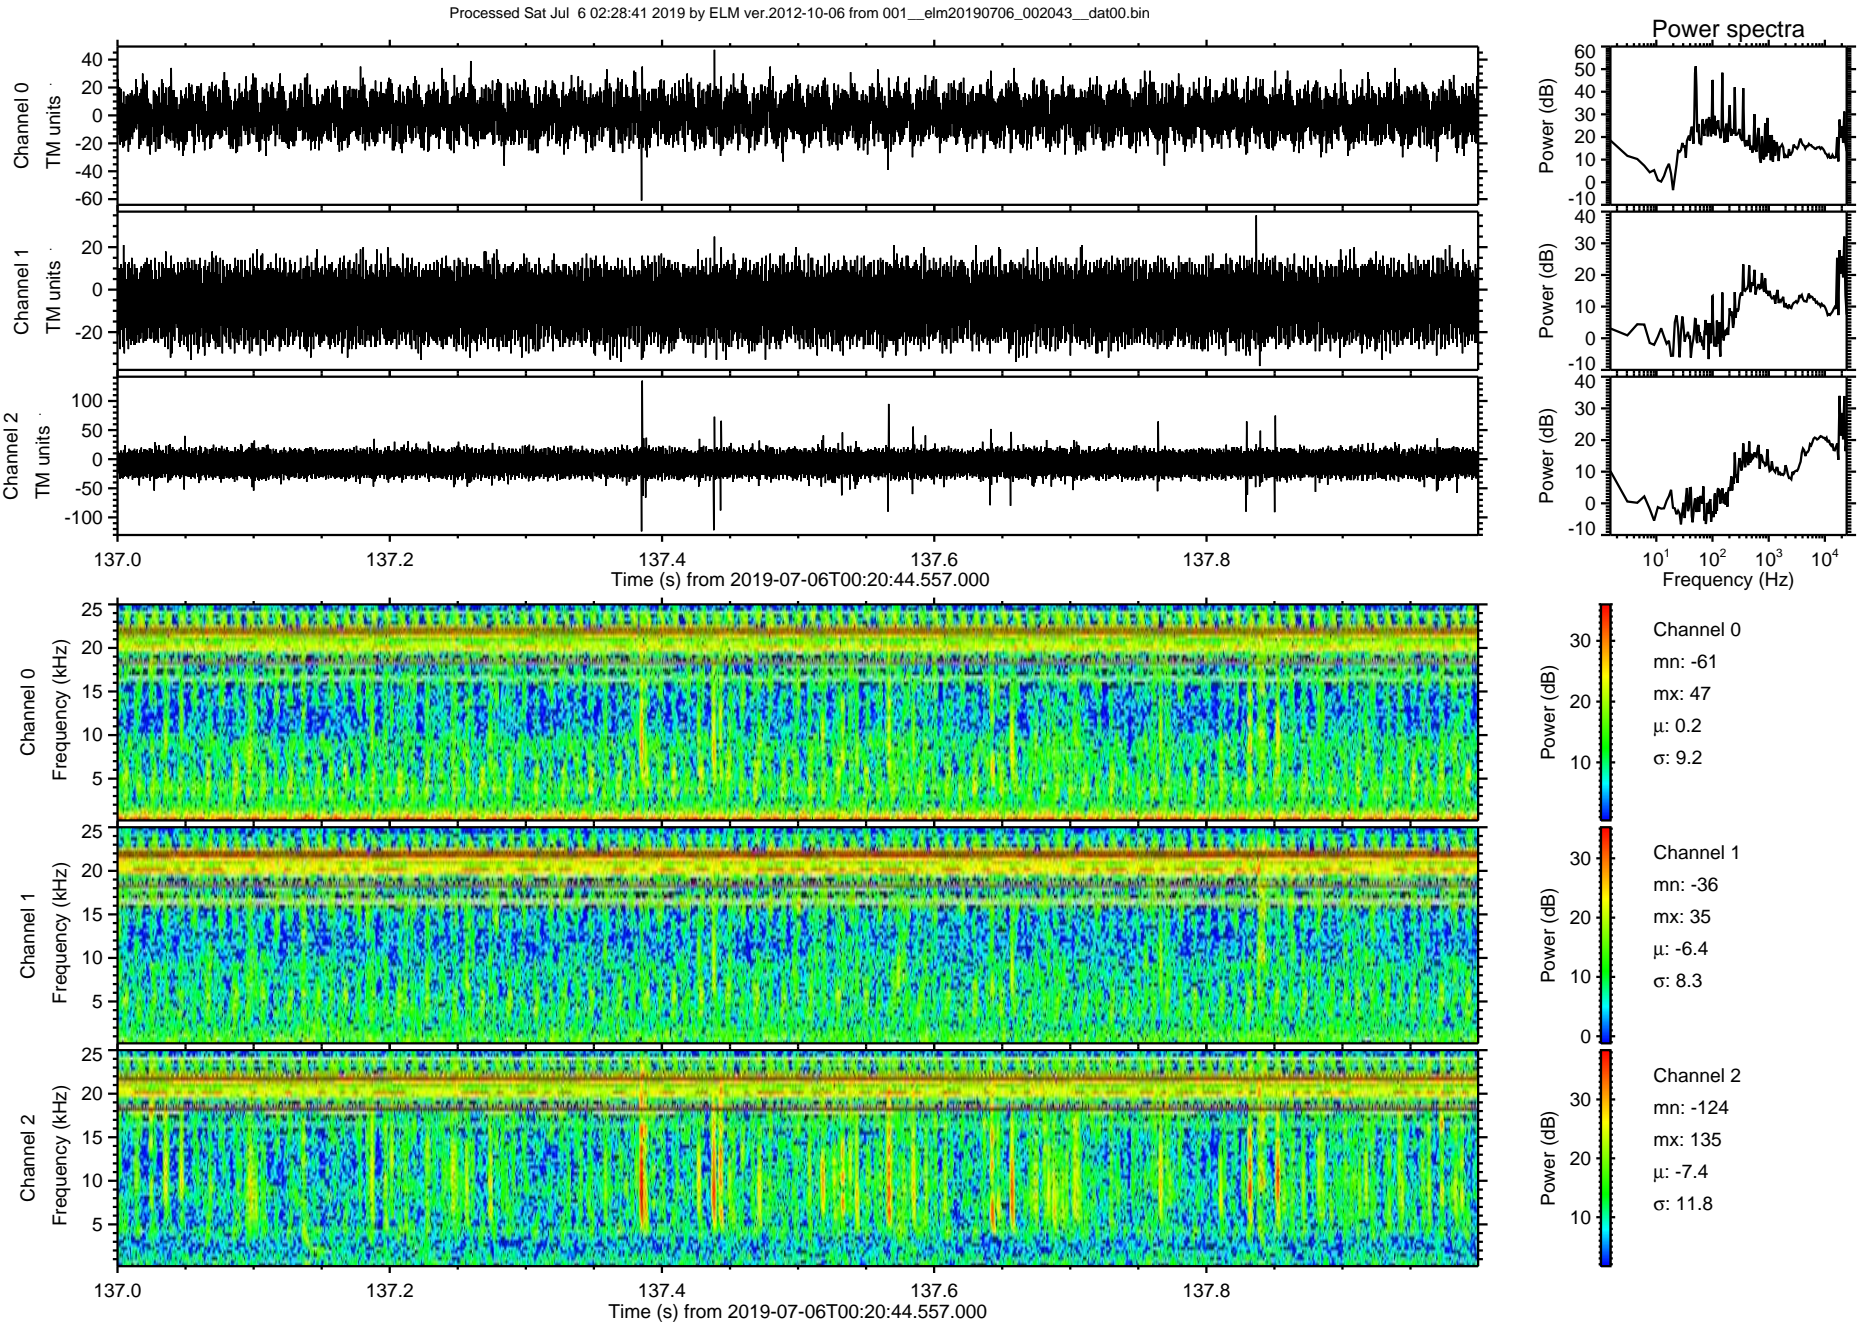 Processed Sat Jul  6 02:28:41 2019 by ELM ver.2012-10-06 from 001__elm20190706_002043__dat00.bin
Power spectra
Channel 0
TM units
40
20
0
-20
-40
-60
Power (dB)
60
50
40
30
20
10
0
-10
Channel 1
TM units
20
0
-20
Power (dB)
40
30
20
10
0
-10
Channel 2
TM units
100
50
0
-50
-100
Power (dB)
40
30
20
10
0
-10
137.0 137.2 137.4 137.6 137.8
Time (s) from 2019-07-06T00:20:44.557.000
10^1 10^2 10^3 10^4
Frequency (Hz)
Channel 0
Frequency (kHz)
25
20
15
10
5
Power (dB)
30
20
10
Channel 0
mn: -61
mx: 47
μ: 0.2
σ: 9.2
Channel 1
Frequency (kHz)
25
20
15
10
5
Power (dB)
30
20
10
0
Channel 1
mn: -36
mx: 35
μ: -6.4
σ: 8.3
Channel 2
Frequency (kHz)
25
20
15
10
5
Power (dB)
30
20
10
Channel 2
mn: -124
mx: 135
μ: -7.4
σ: 11.8
137.0 137.2 137.4 137.6 137.8
Time (s) from 2019-07-06T00:20:44.557.000